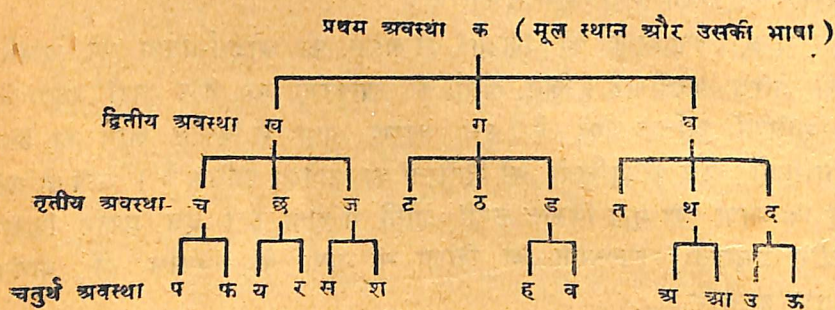 प्रथम अवस्था क ( मूल स्थान और उसकी भाषा )
द्वितीय अवस्था ख ग घ
तृतीय अवस्था- च छ ज ट ठ ड त थ द
चतुर्थ अवस्था प फ य र स श ह व अ आ उ ऊ